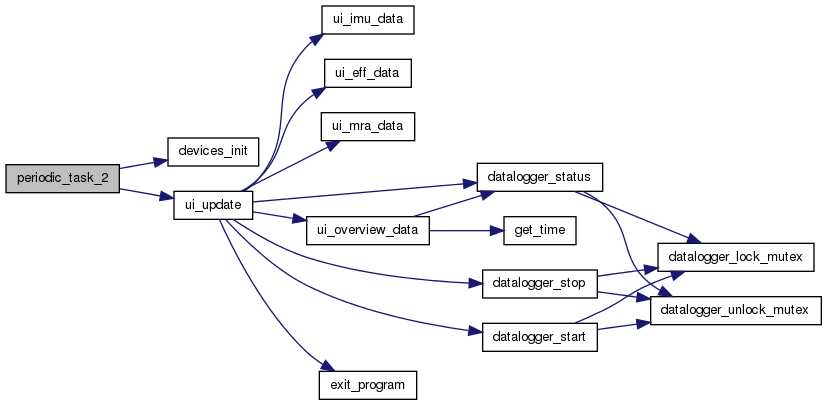 ui_imu_data
ui_eff_data
ui_mra_data
devices_init
periodic_task_2
datalogger_status
ui_update
ui_overview_data
get_time
datalogger_lock_mutex
datalogger_stop
datalogger_unlock_mutex
datalogger_start
exit_program